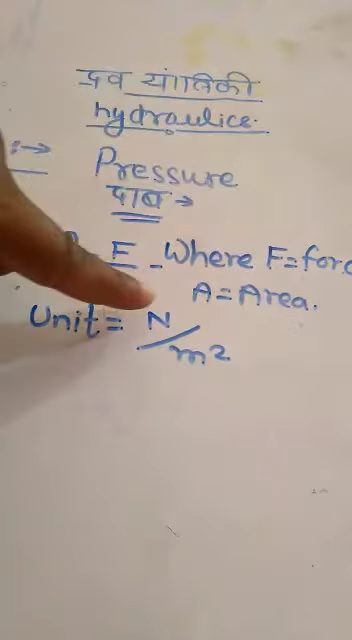 द्रव यांत्रिकी
hydraulice.
Pressure
दाब →
F Where F=forc
A=Area.
Unit= N/m2